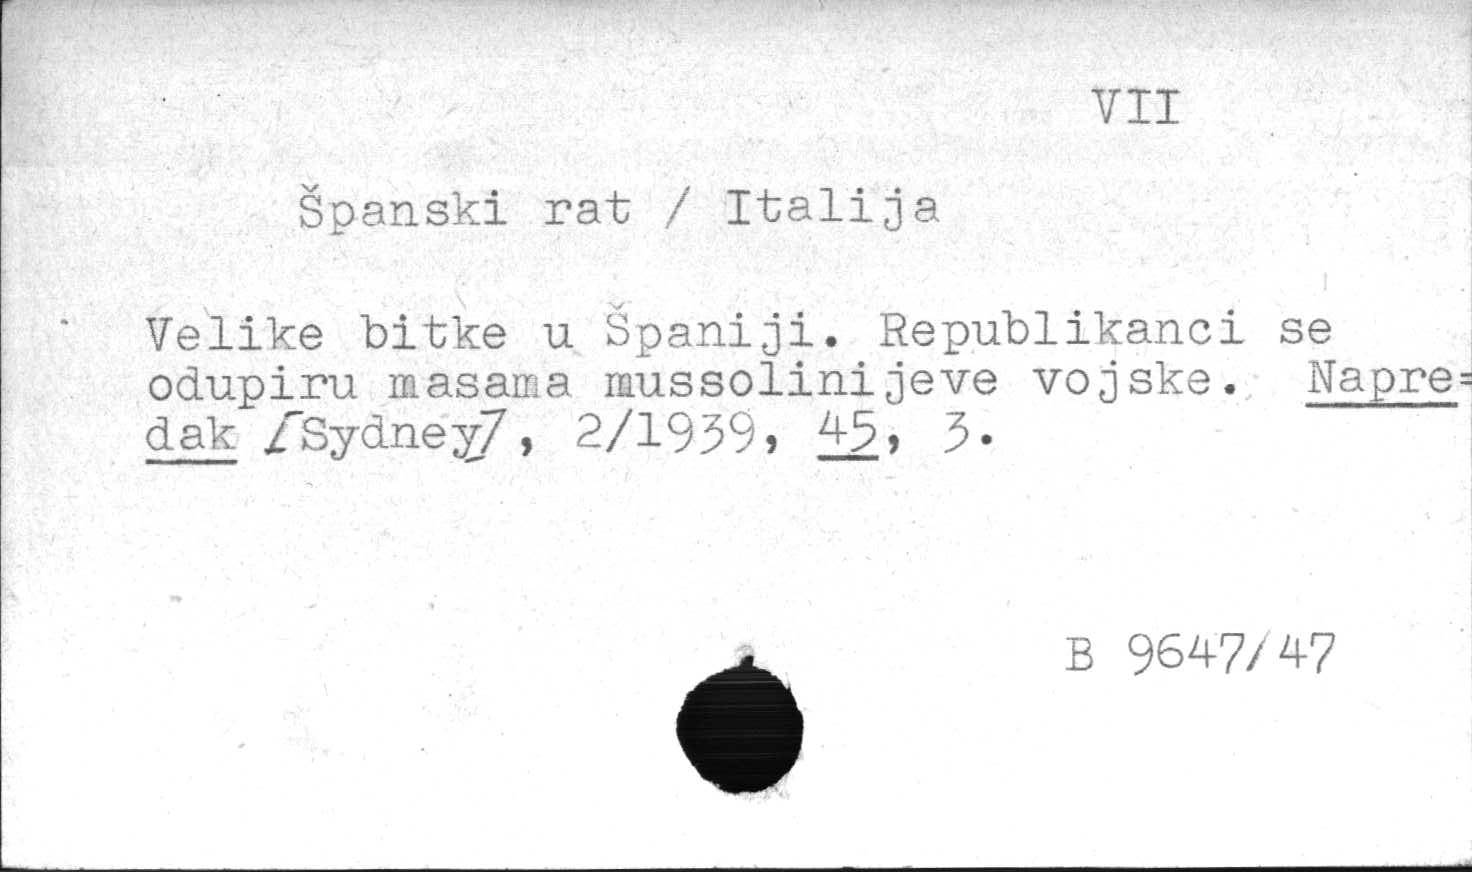 VII
Španski rat / Italija
Velike bitke u Španiji. Republikanci se
odupiru masama mussolinijeve vojske. Napre=
dak [Sydney], 2/1939, 45, 3.
B 9647/47